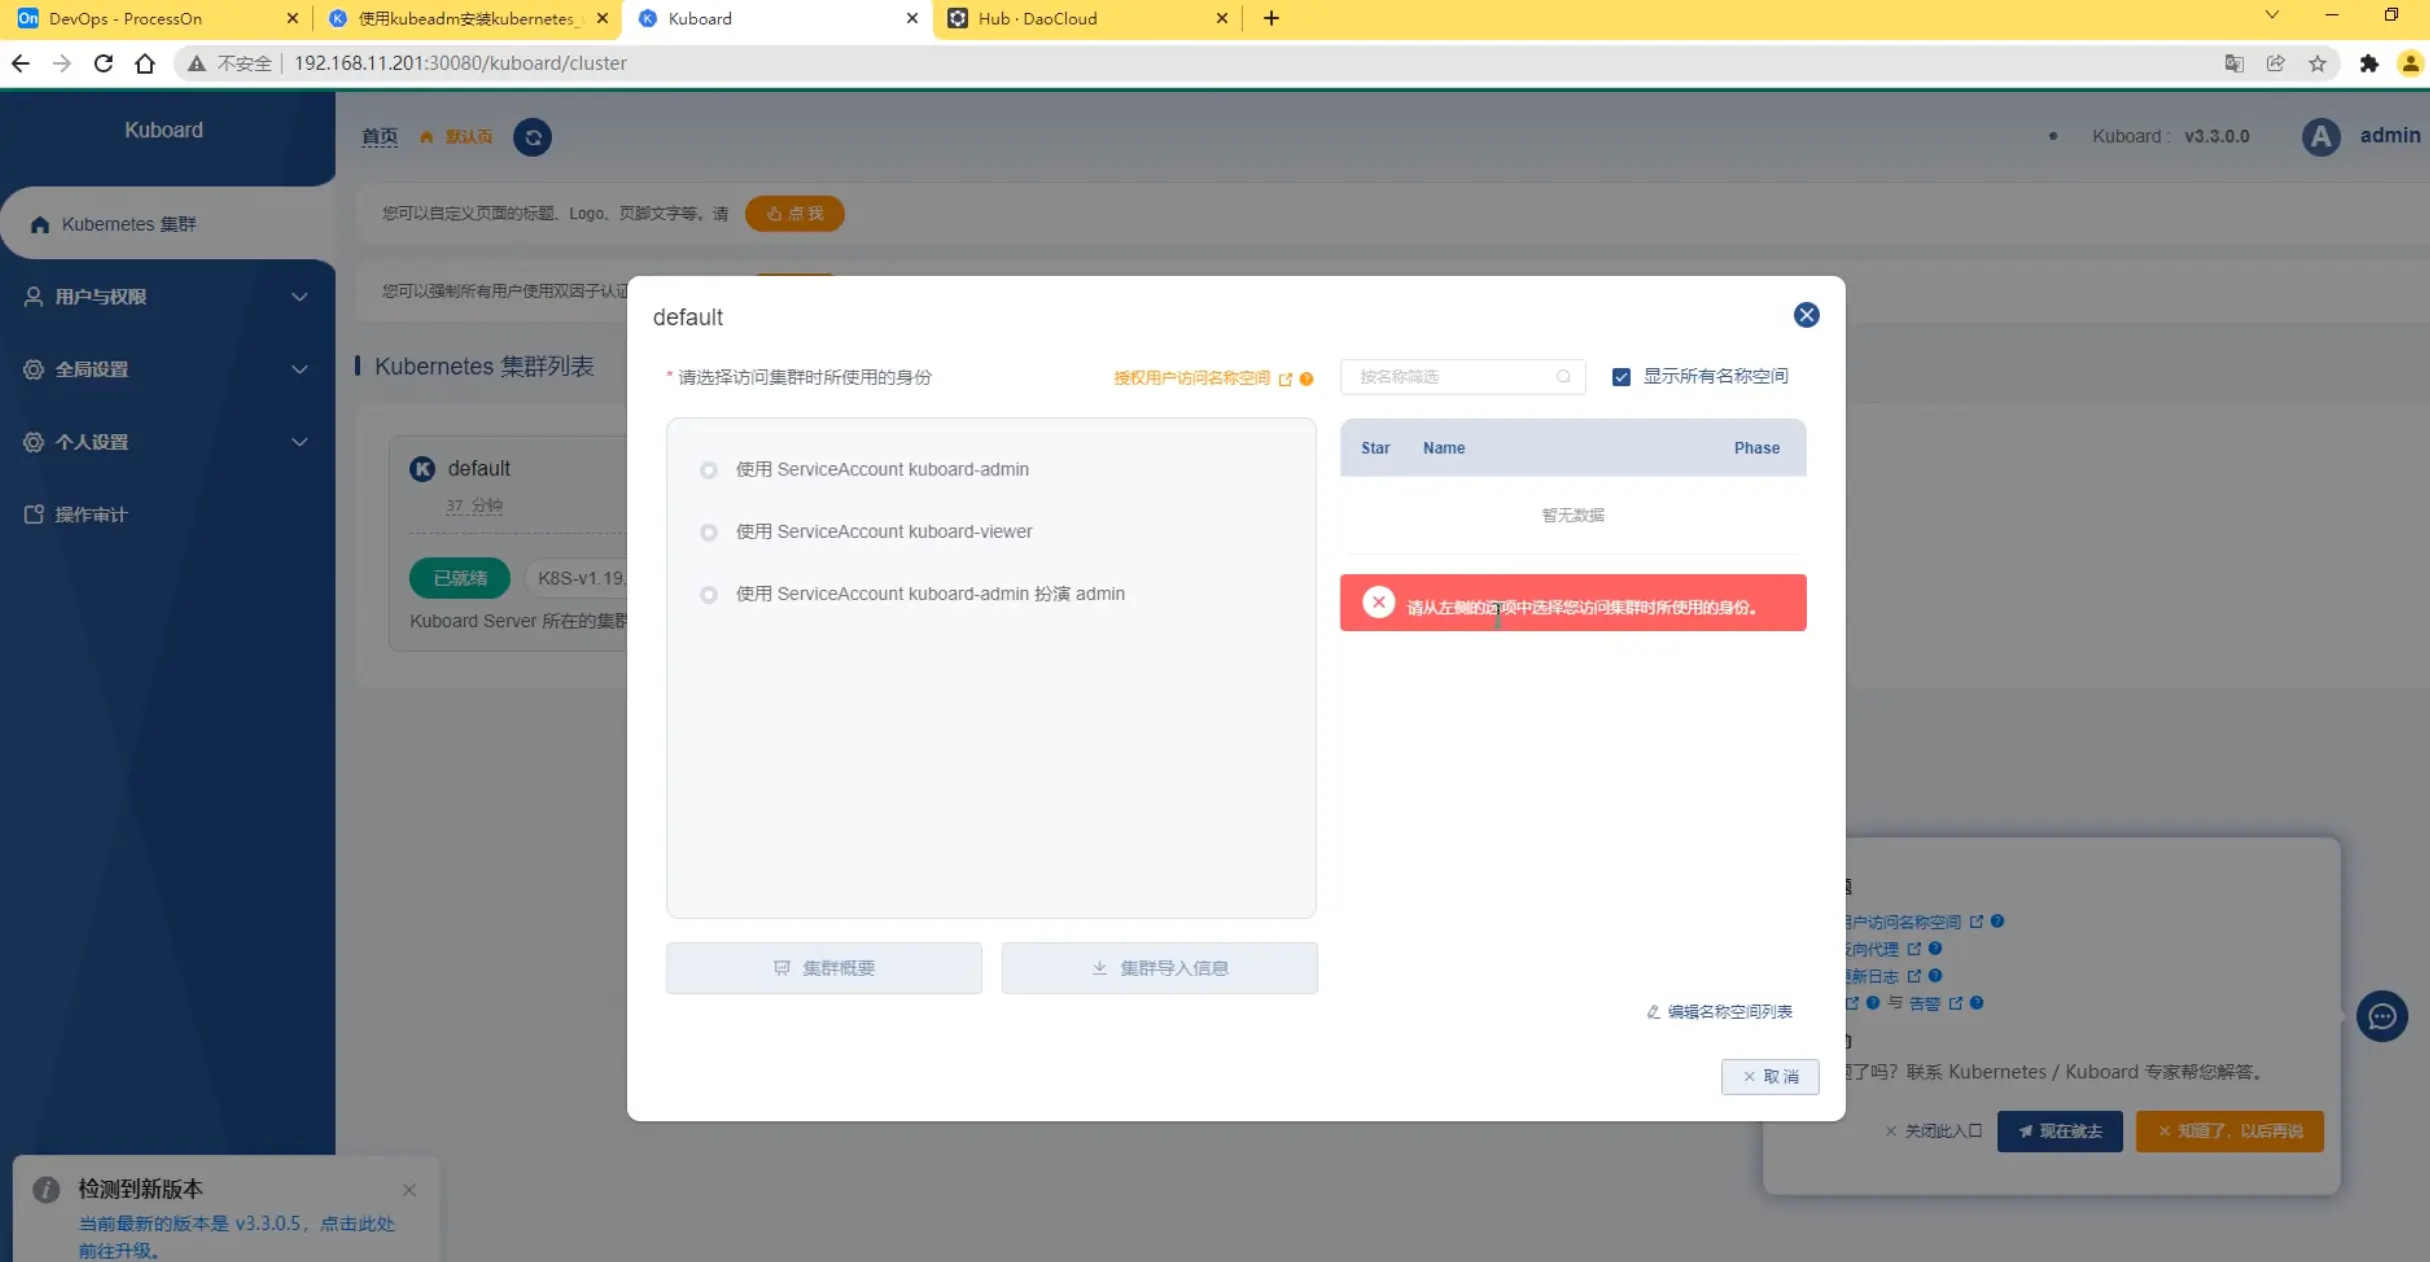 DevOps - ProcessOn
使用kubeadm安装kubernetes_
Kuboard
Hub · DaoCloud
不安全
192.168.11.201:30080/kuboard/cluster
Kuboard
首页
默认页
Kuboard : v3.3.0.0
A
admin
Kubernetes 集群
用户与权限
全局设置
个人设置
操作审计
您可以自定义页面的标题、Logo、页脚文字等。请
点 我
您可以强制所有用户使用双因子认证
Kubernetes 集群列表
default
37 分钟
已就绪
K8S-v1.19.
Kuboard Server 所在的集群
default
* 请选择访问集群时所使用的身份
授权用户访问名称空间
按名称筛选
显示所有名称空间
使用 ServiceAccount kuboard-admin
使用 ServiceAccount kuboard-viewer
使用 ServiceAccount kuboard-admin 扮演 admin
Star Name Phase
暂无数据
请从左侧的选项中选择您访问集群时所使用的身份。
集群概要
集群导入信息
编辑名称空间列表
取 消
户访问名称空间
向代理
新日志
与 告警
了吗？联系 Kubernetes / Kuboard 专家帮您解答。
关闭此入口
现在就去
知道了，以后再说
检测到新版本
当前最新的版本是 v3.3.0.5，点击此处
前往升级。